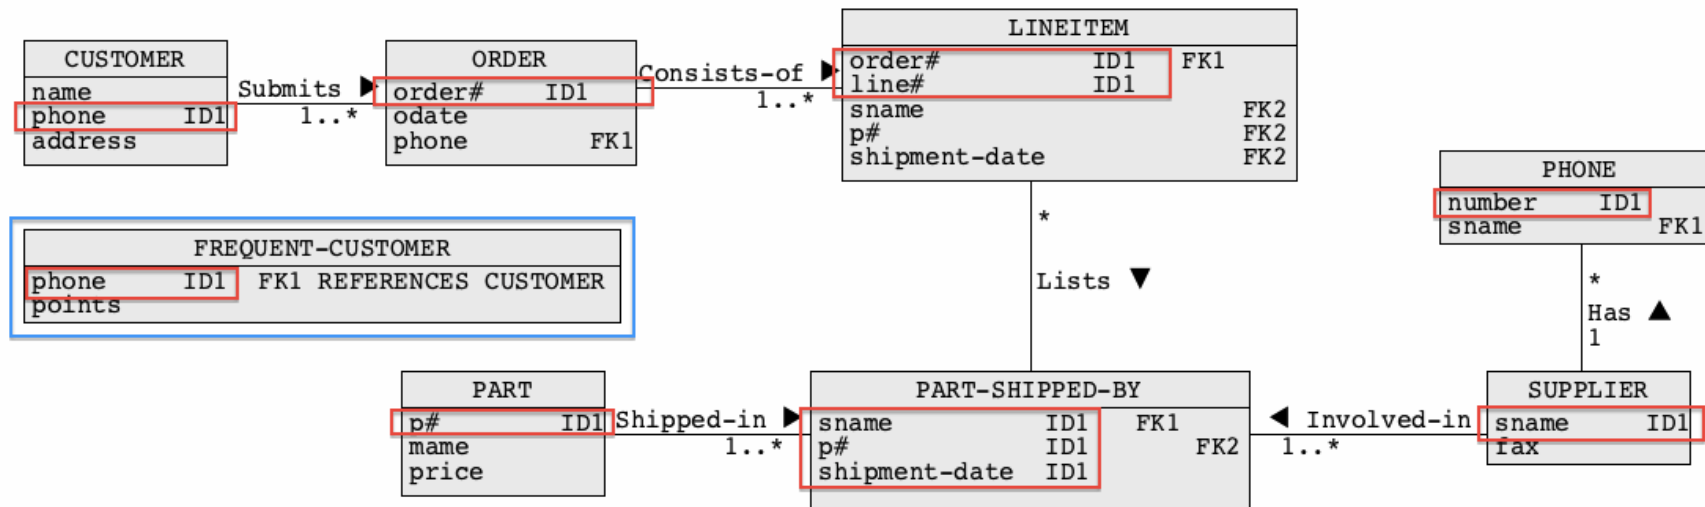 CUSTOMER
name
phone ID1
address
Submits
1..*
ORDER
order# ID1
odate
phone FK1
Consists-of
1..*
LINEITEM
order# ID1 FK1
line# ID1
sname FK2
p# FK2
shipment-date FK2
PHONE
number ID1
sname FK1
FREQUENT-CUSTOMER
phone ID1 FK1 REFERENCES CUSTOMER
points
*
Lists
*
Has
1
PART
p# ID1
mame
price
Shipped-in
1..*
PART-SHIPPED-BY
sname ID1 FK1
p# ID1 FK2
shipment-date ID1
Involved-in
1..*
SUPPLIER
sname ID1
fax